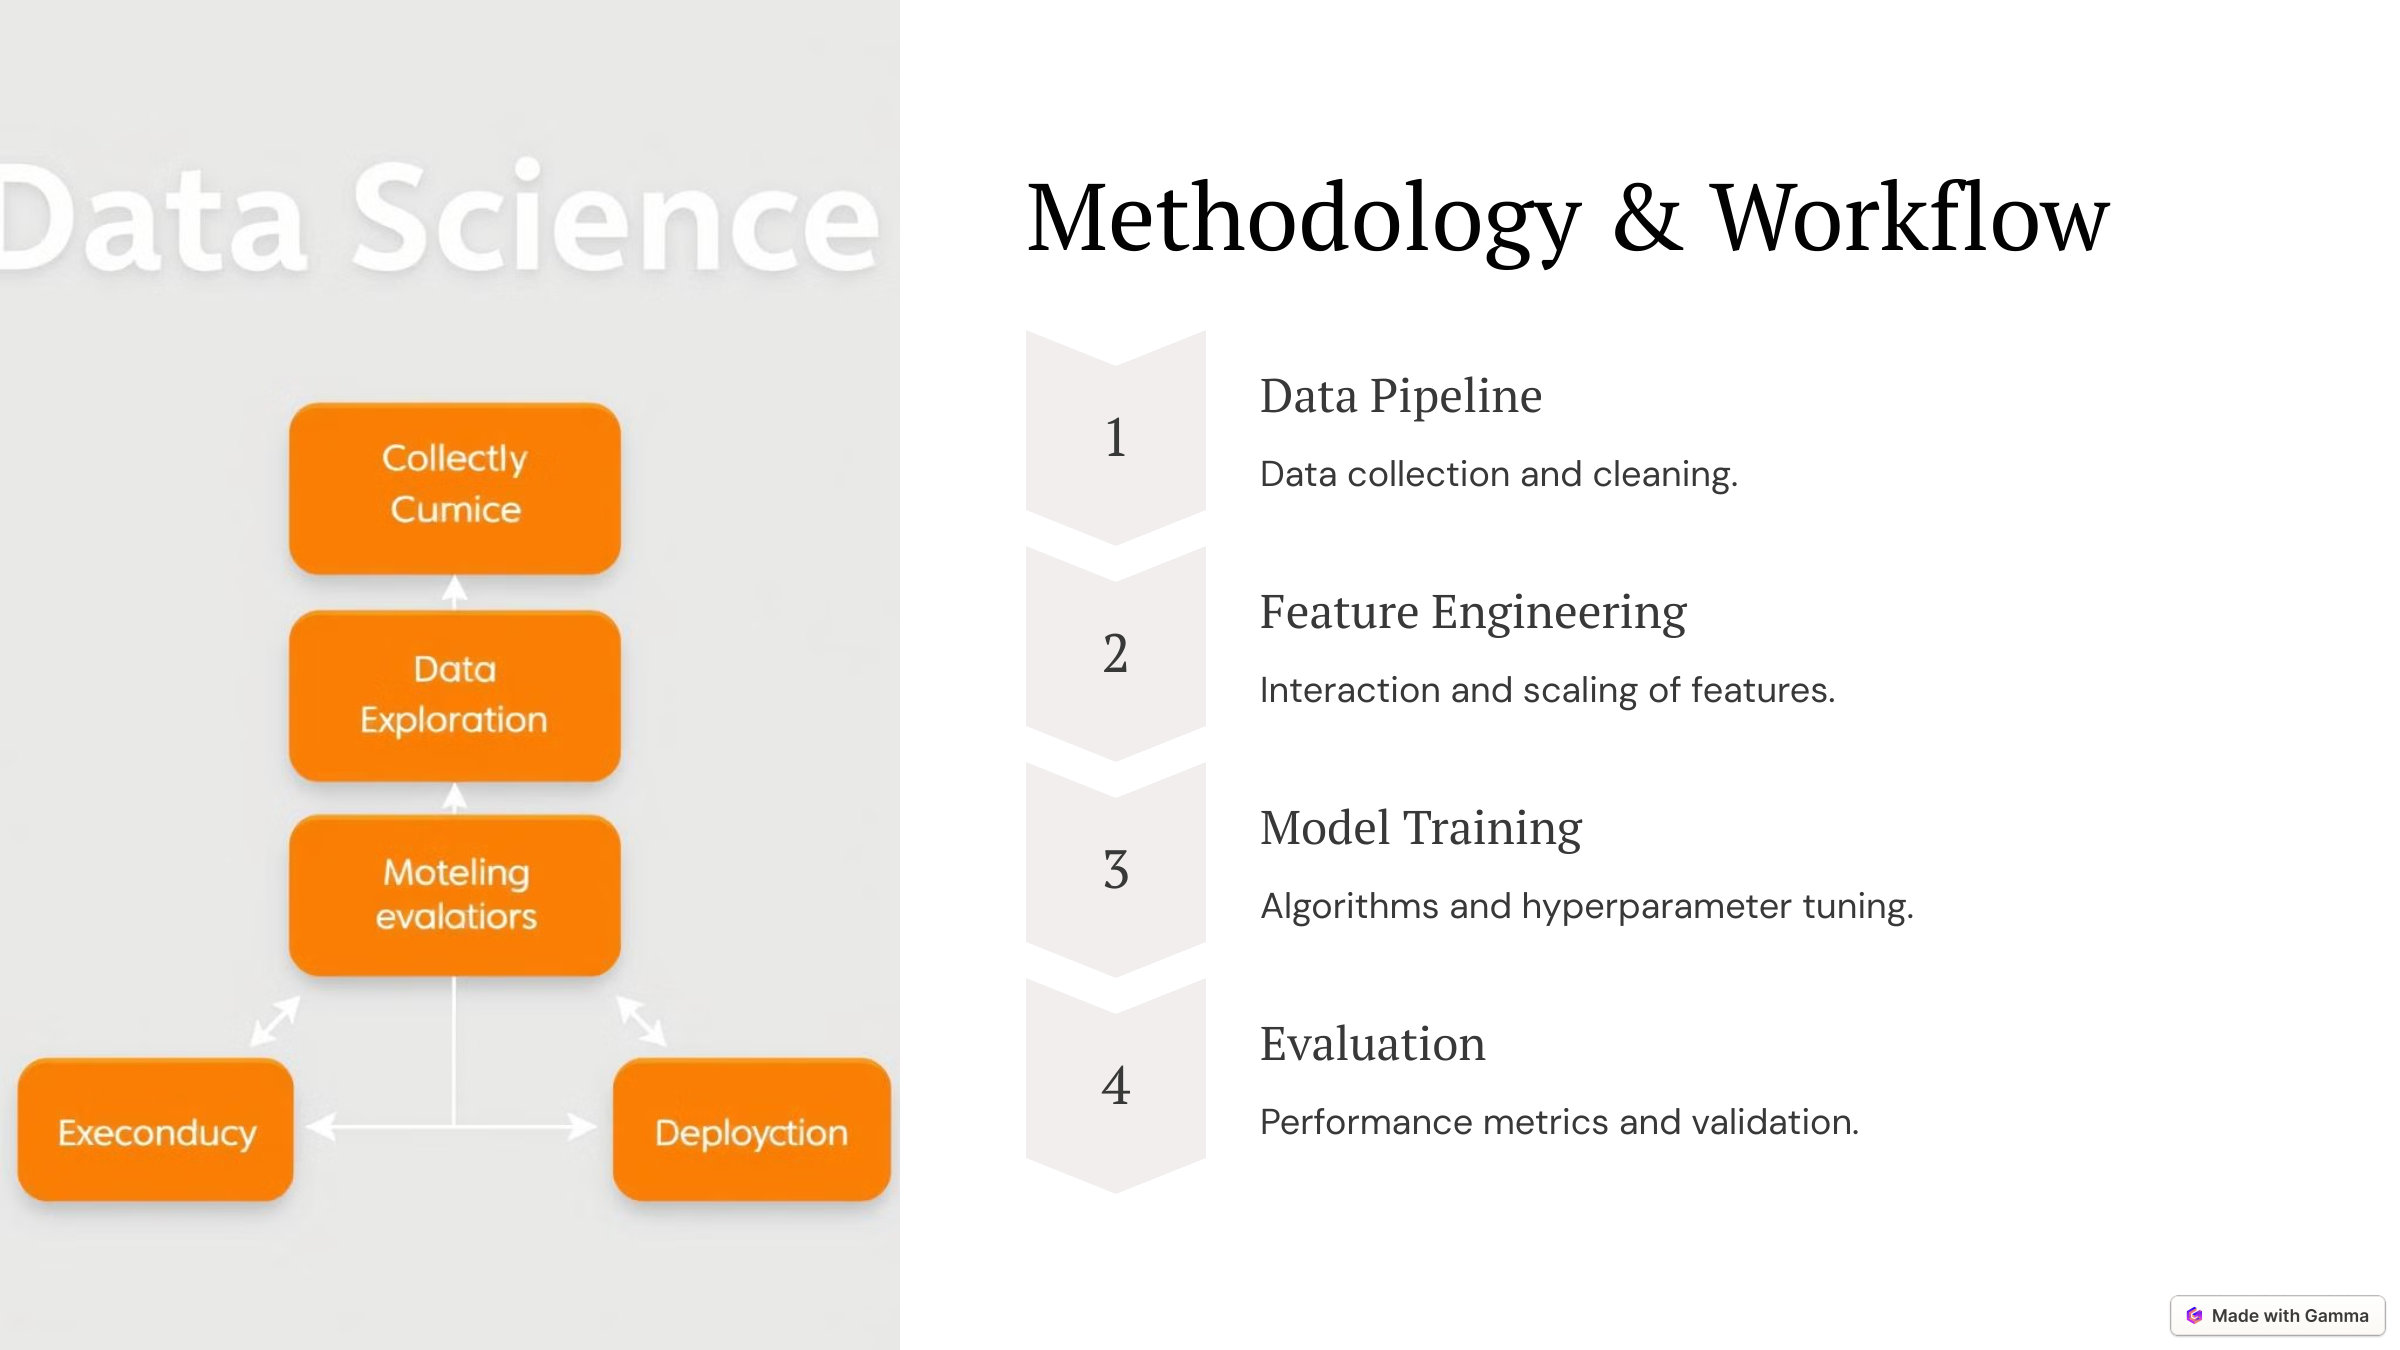 Data Science
Collectly
Cumice
Data
Exploration
Moteling
evalatiors
Execonducy
Deployction
Methodology & Workflow
1
Data Pipeline
Data collection and cleaning.
2
Feature Engineering
Interaction and scaling of features.
3
Model Training
Algorithms and hyperparameter tuning.
4
Evaluation
Performance metrics and validation.
Made with Gamma